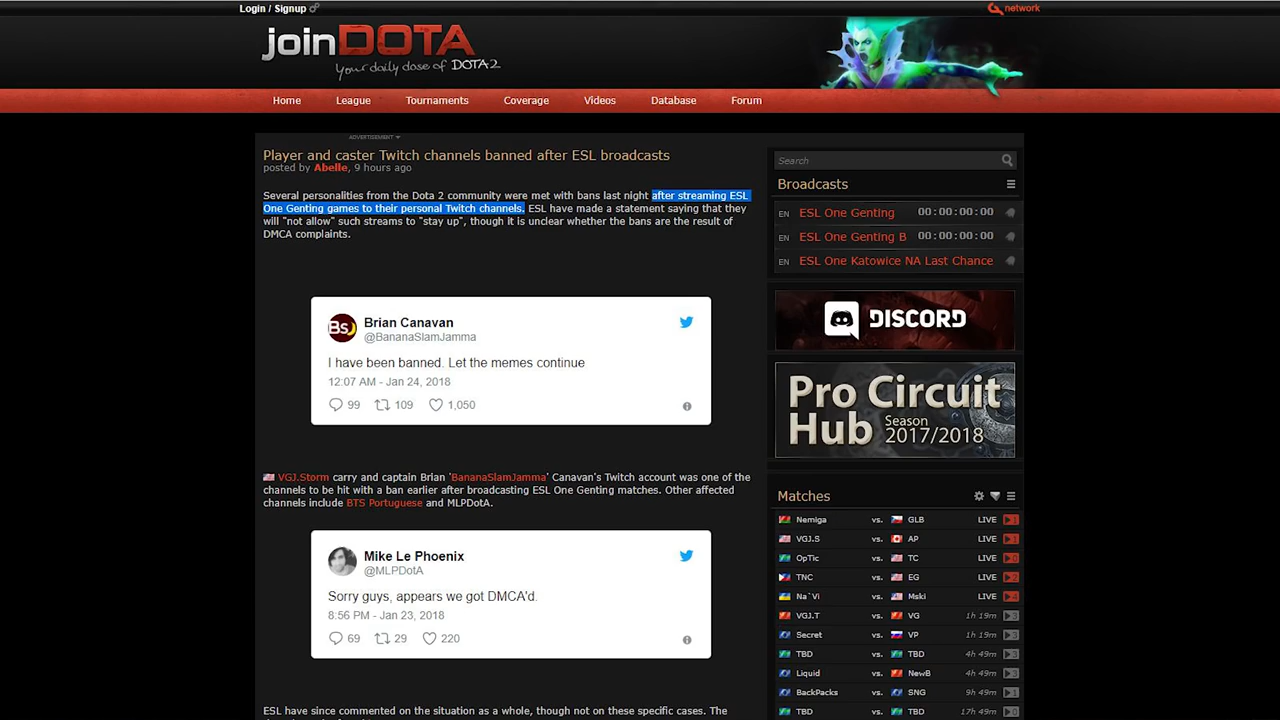 Login / Signup
network
joinDOTA
Your daily dose of DOTA2
Home League Tournaments Coverage Videos Database Forum
ADVERTISEMENT
Player and caster Twitch channels banned after ESL broadcasts
posted by Abelle, 9 hours ago
Several personalities from the Dota 2 community were met with bans last night after streaming ESL
One Genting games to their personal Twitch channels. ESL have made a statement saying that they
will "not allow" such streams to "stay up", though it is unclear whether the bans are the result of
DMCA complaints.
Bs
Brian Canavan
@BananaSlamJamma
I have been banned. Let the memes continue
12:07 AM - Jan 24, 2018
99 109 1,050
VGJ.Storm carry and captain Brian 'BananaSlamJamma' Canavan's Twitch account was one of the
channels to be hit with a ban earlier after broadcasting ESL One Genting matches. Other affected
channels include BTS Portuguese and MLPDotA.
Mike Le Phoenix
@MLPDotA
Sorry guys, appears we got DMCA'd.
8:56 PM - Jan 23, 2018
69 29 220
ESL have since commented on the situation as a whole, though not on these specific cases. The
Search
Broadcasts
EN ESL One Genting 00:00:00:00
EN ESL One Genting B 00:00:00:00
EN ESL One Katowice NA Last Chance
DISCORD
Pro Circuit
Hub Season
2017/2018
Matches
Nemiga vs. GLB LIVE 1
VGJ.S vs. AP LIVE 1
OpTic vs. TC LIVE
TNC vs. EG LIVE
Na`Vi vs. Mski LIVE
VGJ.T vs. VG 1h 19m 3
Secret vs. VP 1h 19m 3
TBD vs. TBD 4h 49m 3
Liquid vs. NewB 4h 49m 3
BackPacks vs. SNG 9h 49m 1
TBD vs. TBD 17h 49m